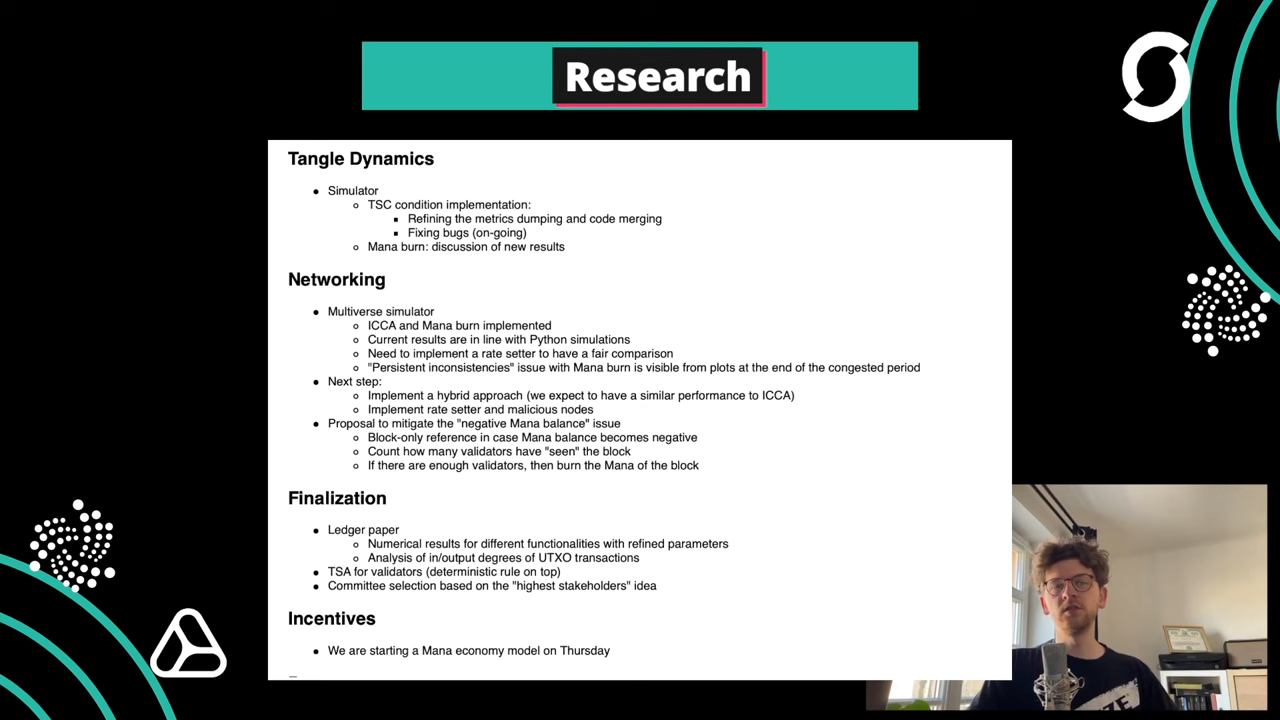 Research
Tangle Dynamics
Simulator
TSC condition implementation:
Refining the metrics dumping and code merging
Fixing bugs (on-going)
Mana burn: discussion of new results
Networking
Multiverse simulator
ICCA and Mana burn implemented
Current results are in line with Python simulations
Need to implement a rate setter to have a fair comparison
"Persistent inconsistencies" issue with Mana burn is visible from plots at the end of the congested period
Next step:
Implement a hybrid approach (we expect to have a similar performance to ICCA)
Implement rate setter and malicious nodes
Proposal to mitigate the "negative Mana balance" issue
Block-only reference in case Mana balance becomes negative
Count how many validators have "seen" the block
If there are enough validators, then burn the Mana of the block
Finalization
Ledger paper
Numerical results for different functionalities with refined parameters
Analysis of in/output degrees of UTXO transactions
TSA for validators (deterministic rule on top)
Committee selection based on the "highest stakeholders" idea
Incentives
We are starting a Mana economy model on Thursday